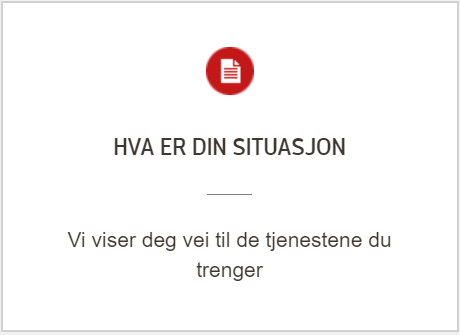 HVA ER DIN SITUASJON
Vi viser deg vei til de tjenestene du
trenger